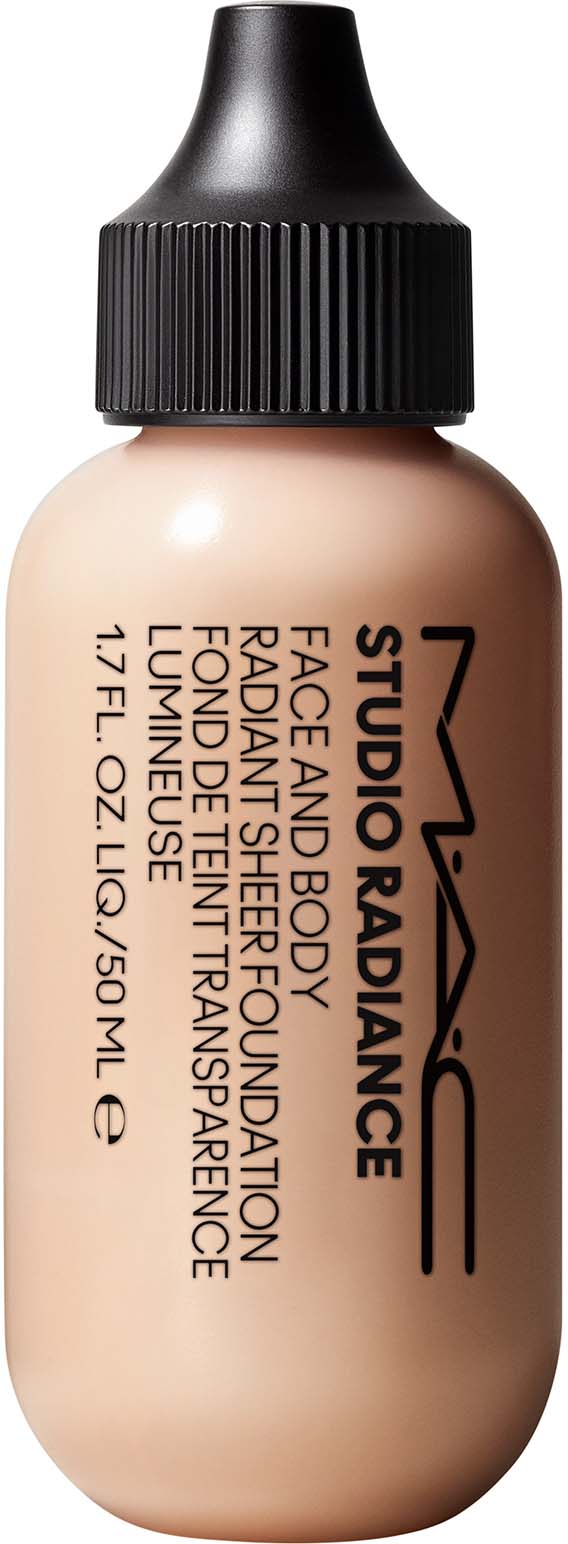 M·A·C
STUDIO RADIANCE
FACE AND BODY
RADIANT SHEER FOUNDATION
FOND DE TEINT TRANSPARENCE
LUMINEUSE
1.7 FL. OZ. LIQ./50 ML ℮